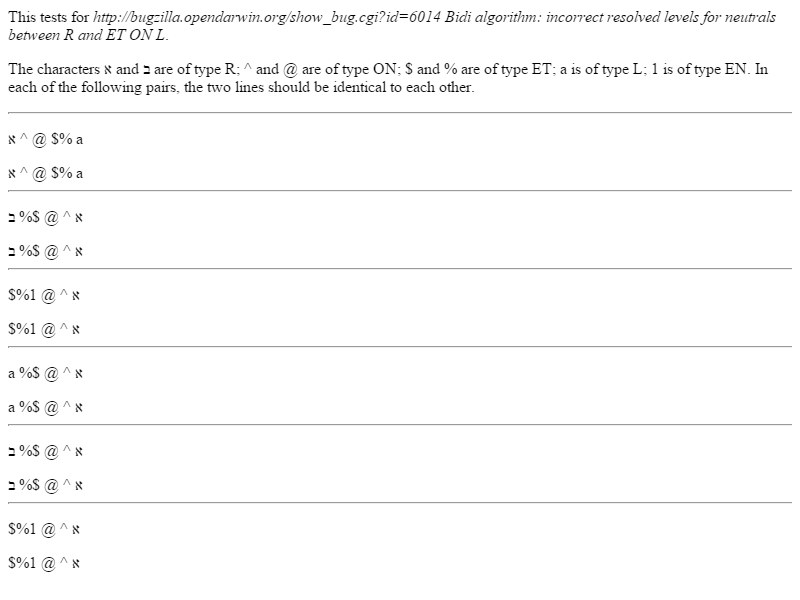 This tests for http://bugzilla.opendarwin.org/show_bug.cgi?id=6014 Bidi algorithm: incorrect resolved levels for neutrals
between R and ET ON L.
The characters א and ב are of type R; ^ and @ are of type ON; $ and % are of type ET; a is of type L; 1 is of type EN. In
each of the following pairs, the two lines should be identical to each other.
א ^ @ $% a
א ^ @ $% a
א ^ @ $% ב
א ^ @ $% ב
א ^ @ $%1
א ^ @ $%1
א ^ @ $% a
א ^ @ $% a
א ^ @ $% ב
א ^ @ $% ב
א ^ @ $%1
א ^ @ $%1